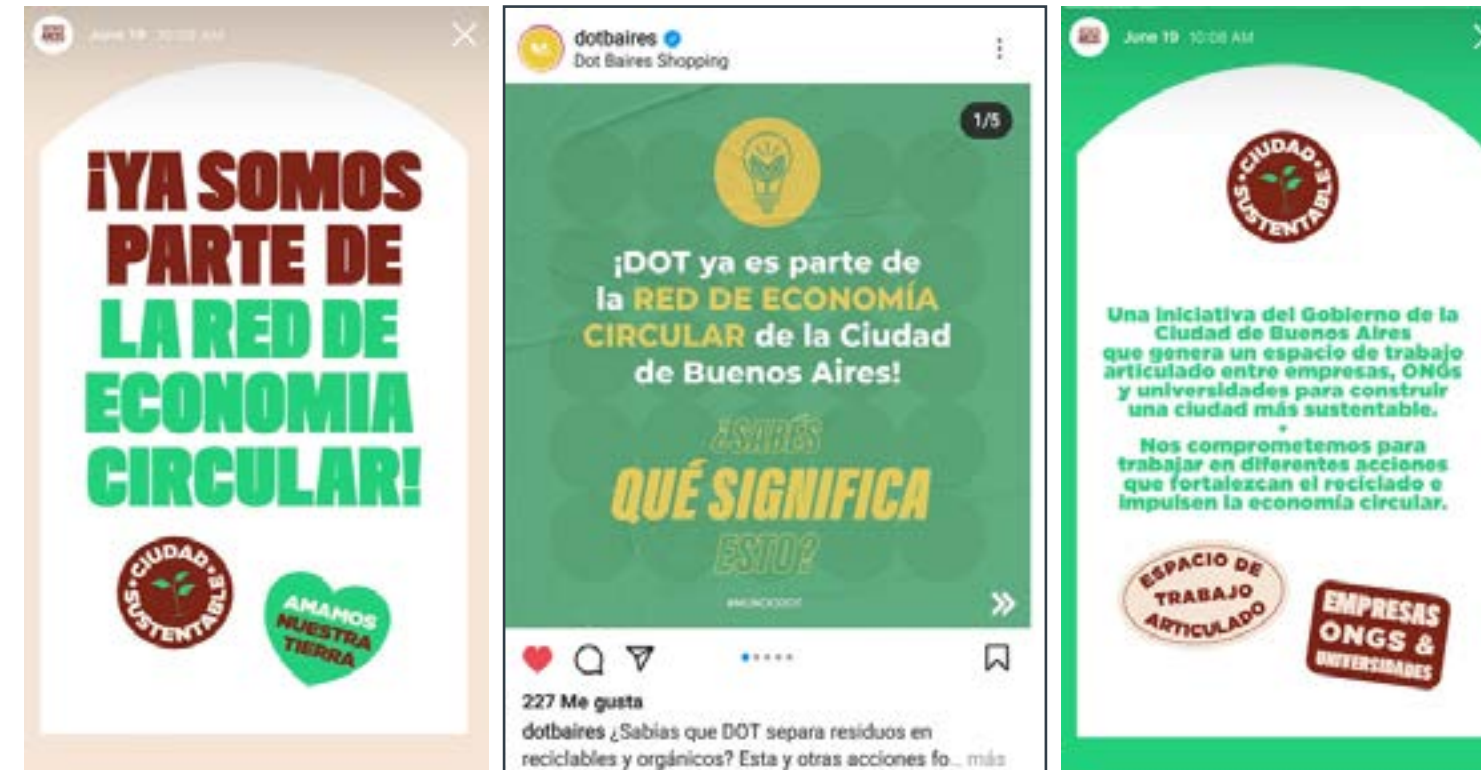 June 19 10:08 AM
¡YA SOMOS
PARTE DE
LA RED DE
ECONOMIA
CIRCULAR!
CIUDAD
SUSTENTABLE
AMAMOS
NUESTRA
TIERRA
dotbaires
Dot Baires Shopping
1/5
¡DOT ya es parte de
la RED DE ECONOMÍA
CIRCULAR de la Ciudad
de Buenos Aires!
¿SABÉS
QUÉ SIGNIFICA
ESTO?
#MUNDODOT
227 Me gusta
dotbaires ¿Sabias que DOT separa residuos en
reciclables y orgánicos? Esta y otras acciones fo... más
June 19 10:08 AM
CIUDAD
SUSTENTABLE
Una iniciativa del Gobierno de la
Ciudad de Buenos Aires
que genera un espacio de trabajo
articulado entre empresas, ONGs
y universidades para construir
una ciudad más sustentable.
Nos comprometemos para
trabajar en diferentes acciones
que fortalezcan el reciclado e
impulsen la economía circular.
ESPACIO DE
TRABAJO
ARTICULADO
EMPRESAS
ONGS &
UNIVERSIDADES